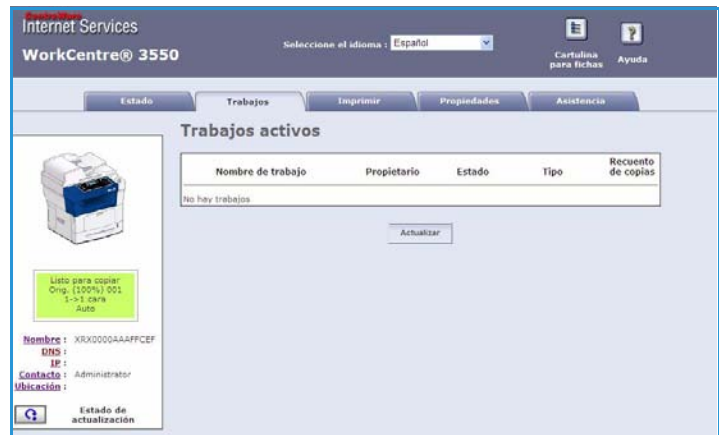 CentreWare
Internet Services
WorkCentre® 3550
Seleccione el idioma : Español
Cartulina
para fichas
Ayuda
Estado
Trabajos
Imprimir
Propiedades
Asistencia
Trabajos activos
Nombre de trabajo
Propietario
Estado
Tipo
Recuento
de copias
No hay trabajos
Actualizar
Listo para copiar
Orig. (100%) 001
1->1 cara
Auto
Nombre : XRX0000AAAFFCEF
DNS :
IP :
Contacto : Administrator
Ubicación :
Estado de
actualización